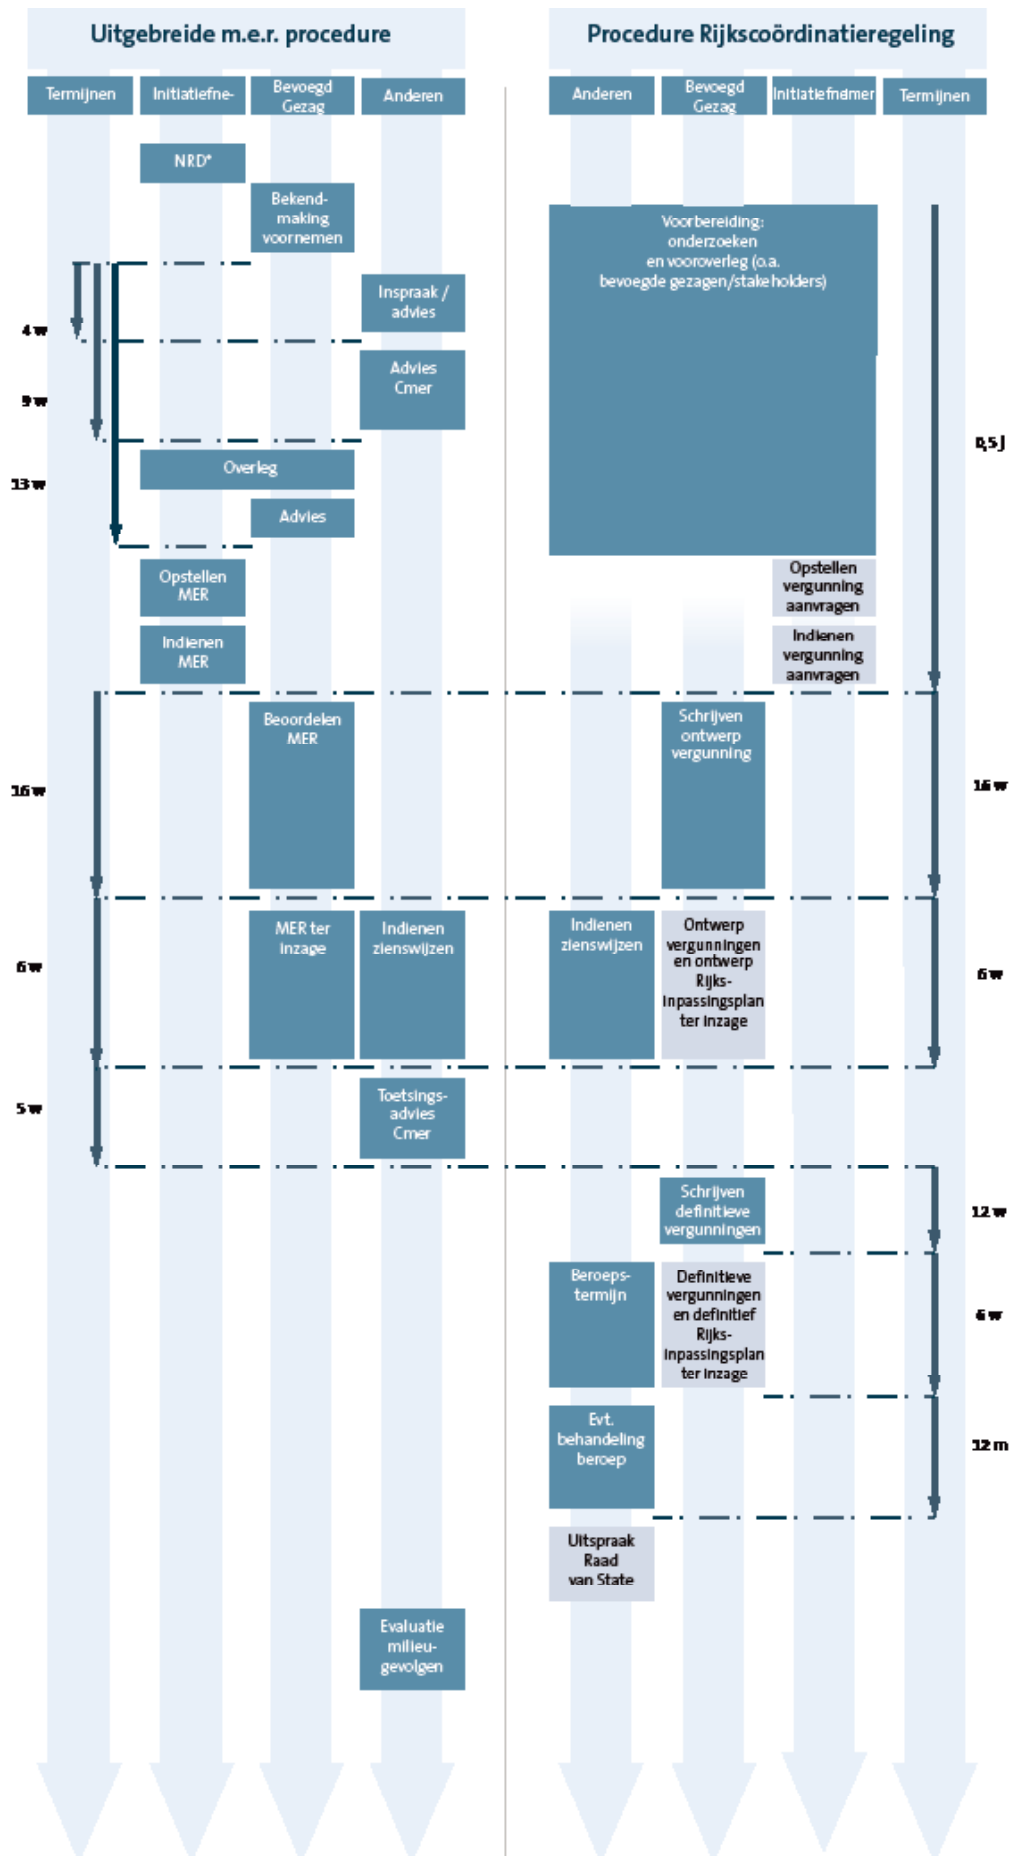 Uitgebreide m.e.r. procedure
Termijnen
Initiatiefne-
Bevoegd
Gezag
Anderen
NRD*
Bekend-
making
voornemen
Inspraak /
advies
4 w
Advies
Cmer
9 w
Overleg
13 w
Advies
Opstellen
MER
Indienen
MER
Beoordelen
MER
16 w
MER ter
inzage
Indienen
zienswijzen
6 w
Toetsings-
advies
Cmer
5 w
Evaluatie
milieu-
gevolgen
Procedure Rijkscoördinatieregeling
Anderen
Bevoegd
Gezag
Initiatiefnemer
Termijnen
Voorbereiding:
onderzoeken
en vooroverleg (o.a.
bevoegde gezagen/stakeholders)
0,5 j
Opstellen
vergunning
aanvragen
Indienen
vergunning
aanvragen
Schrijven
ontwerp
vergunning
16 w
Indienen
zienswijzen
Ontwerp
vergunningen
en ontwerp
Rijks-
inpassingsplan
ter inzage
6 w
Schrijven
definitieve
vergunningen
12 w
Beroeps-
termijn
Definitieve
vergunningen
en definitief
Rijks-
inpassingsplan
ter inzage
6 w
Evt.
behandeling
beroep
12 m
Uitspraak
Raad
van State